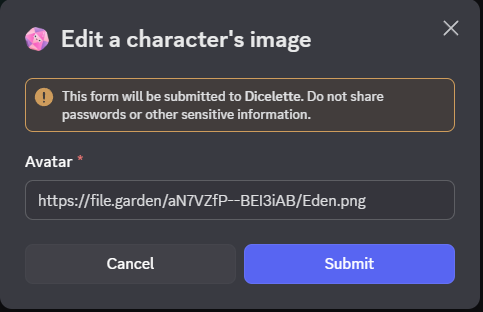 Edit a character's image
This form will be submitted to Dicelette. Do not share
passwords or other sensitive information.
Avatar *
https://file.garden/aN7VZfP--BEI3iAB/Eden.png
Cancel
Submit